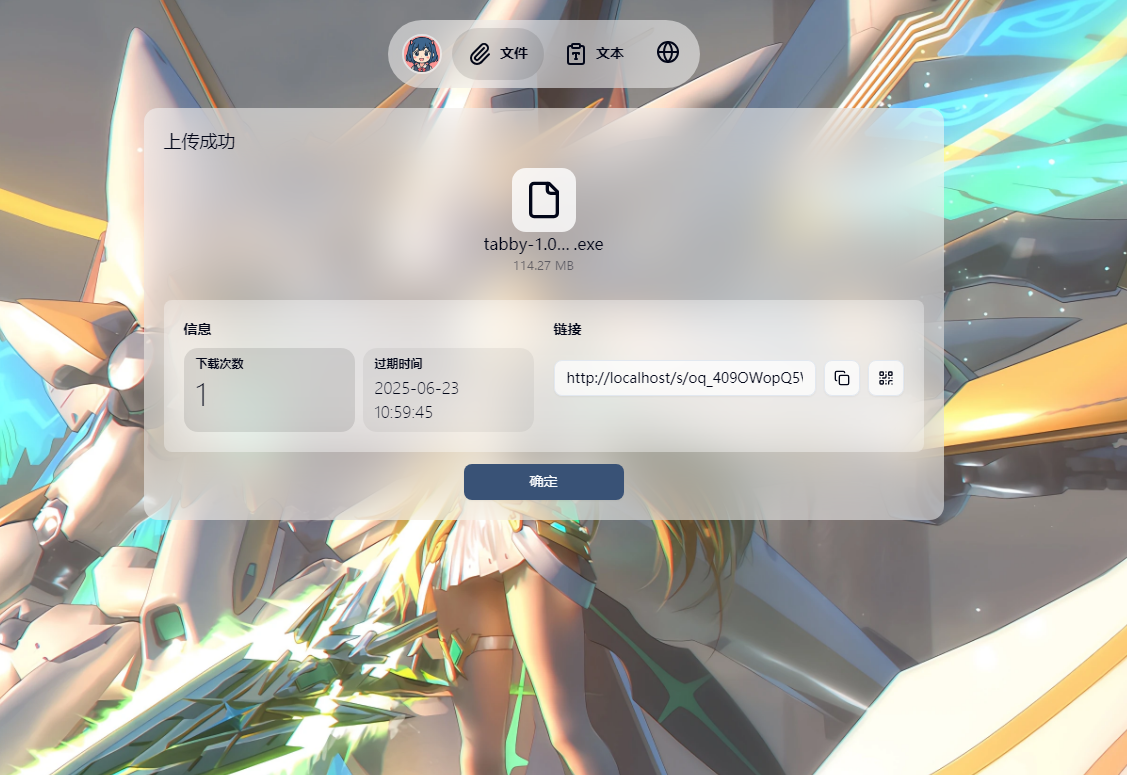 文件
文本
上传成功
tabby-1.0... .exe
114.27 MB
信息
下载次数
1
过期时间
2025-06-23
10:59:45
链接
http://localhost/s/oq_409OWopQ5
确定